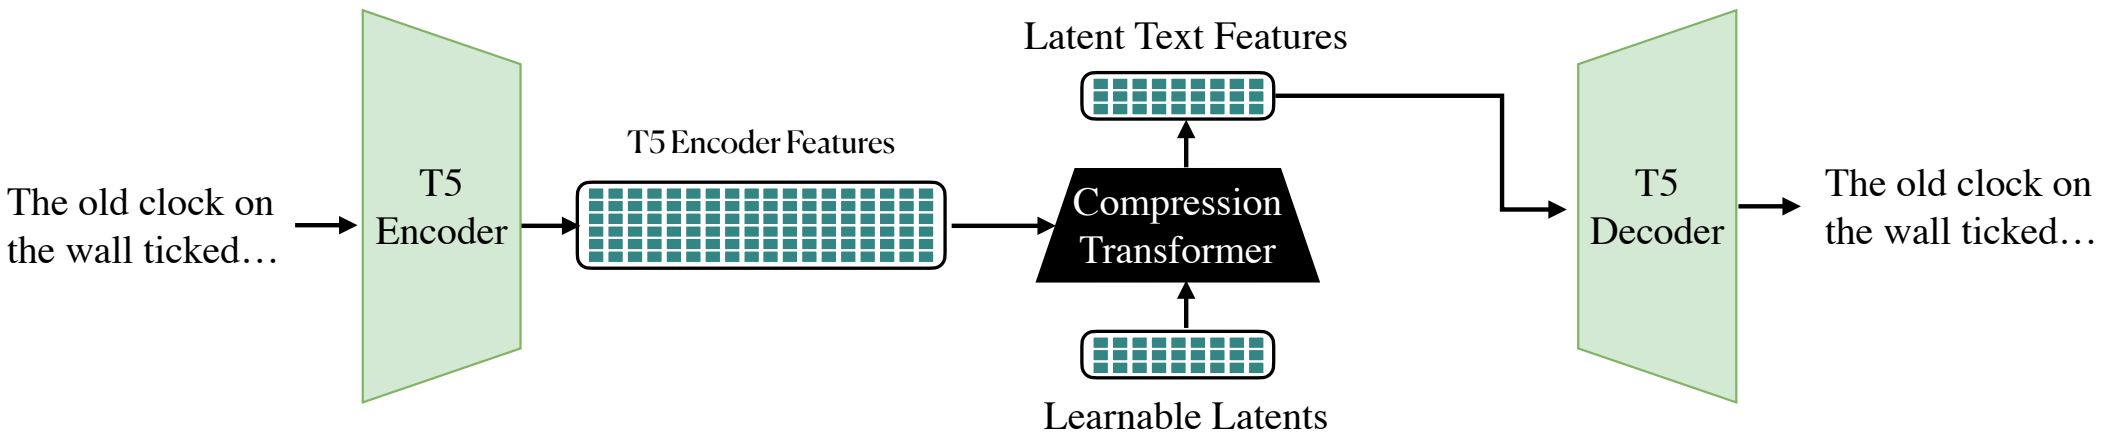 The old clock on
the wall ticked…
T5
Encoder
T5 Encoder Features
Latent Text Features
Compression
Transformer
Learnable Latents
T5
Decoder
The old clock on
the wall ticked…